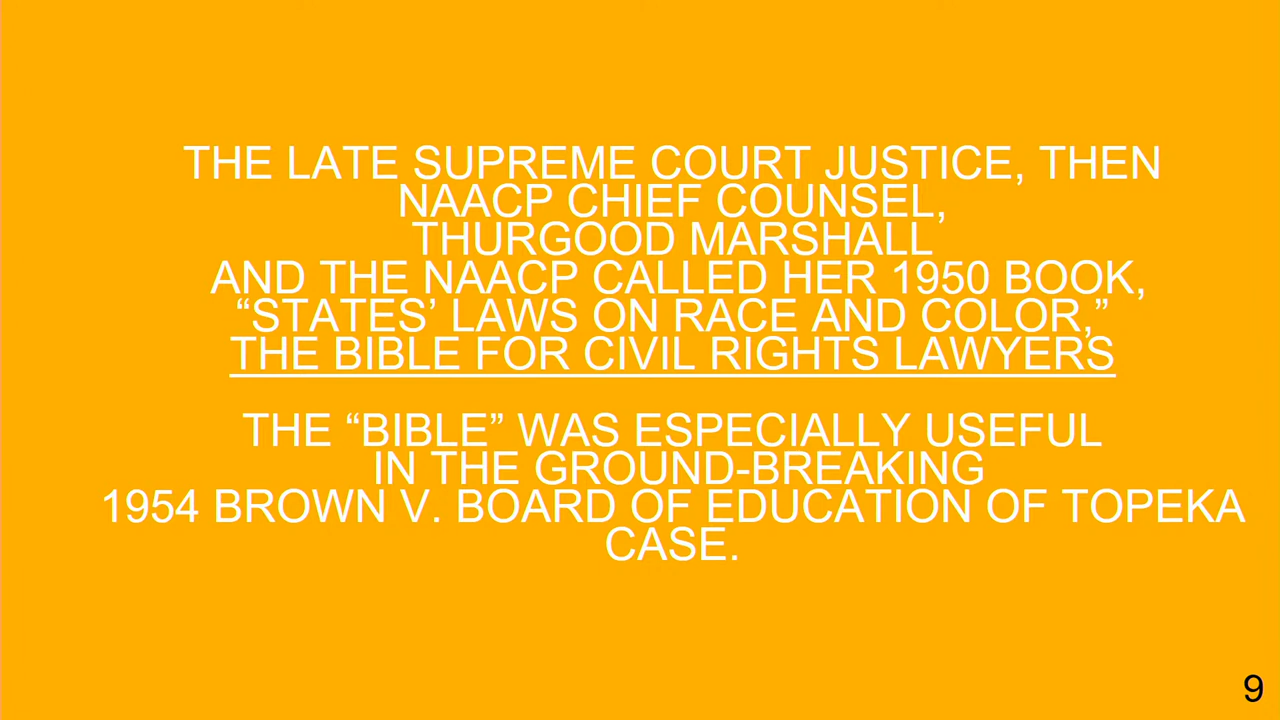 THE LATE SUPREME COURT JUSTICE, THEN
NAACP CHIEF COUNSEL,
THURGOOD MARSHALL
AND THE NAACP CALLED HER 1950 BOOK,
“STATES’ LAWS ON RACE AND COLOR,”
THE BIBLE FOR CIVIL RIGHTS LAWYERS
THE “BIBLE” WAS ESPECIALLY USEFUL
IN THE GROUND-BREAKING
1954 BROWN V. BOARD OF EDUCATION OF TOPEKA
CASE.
9